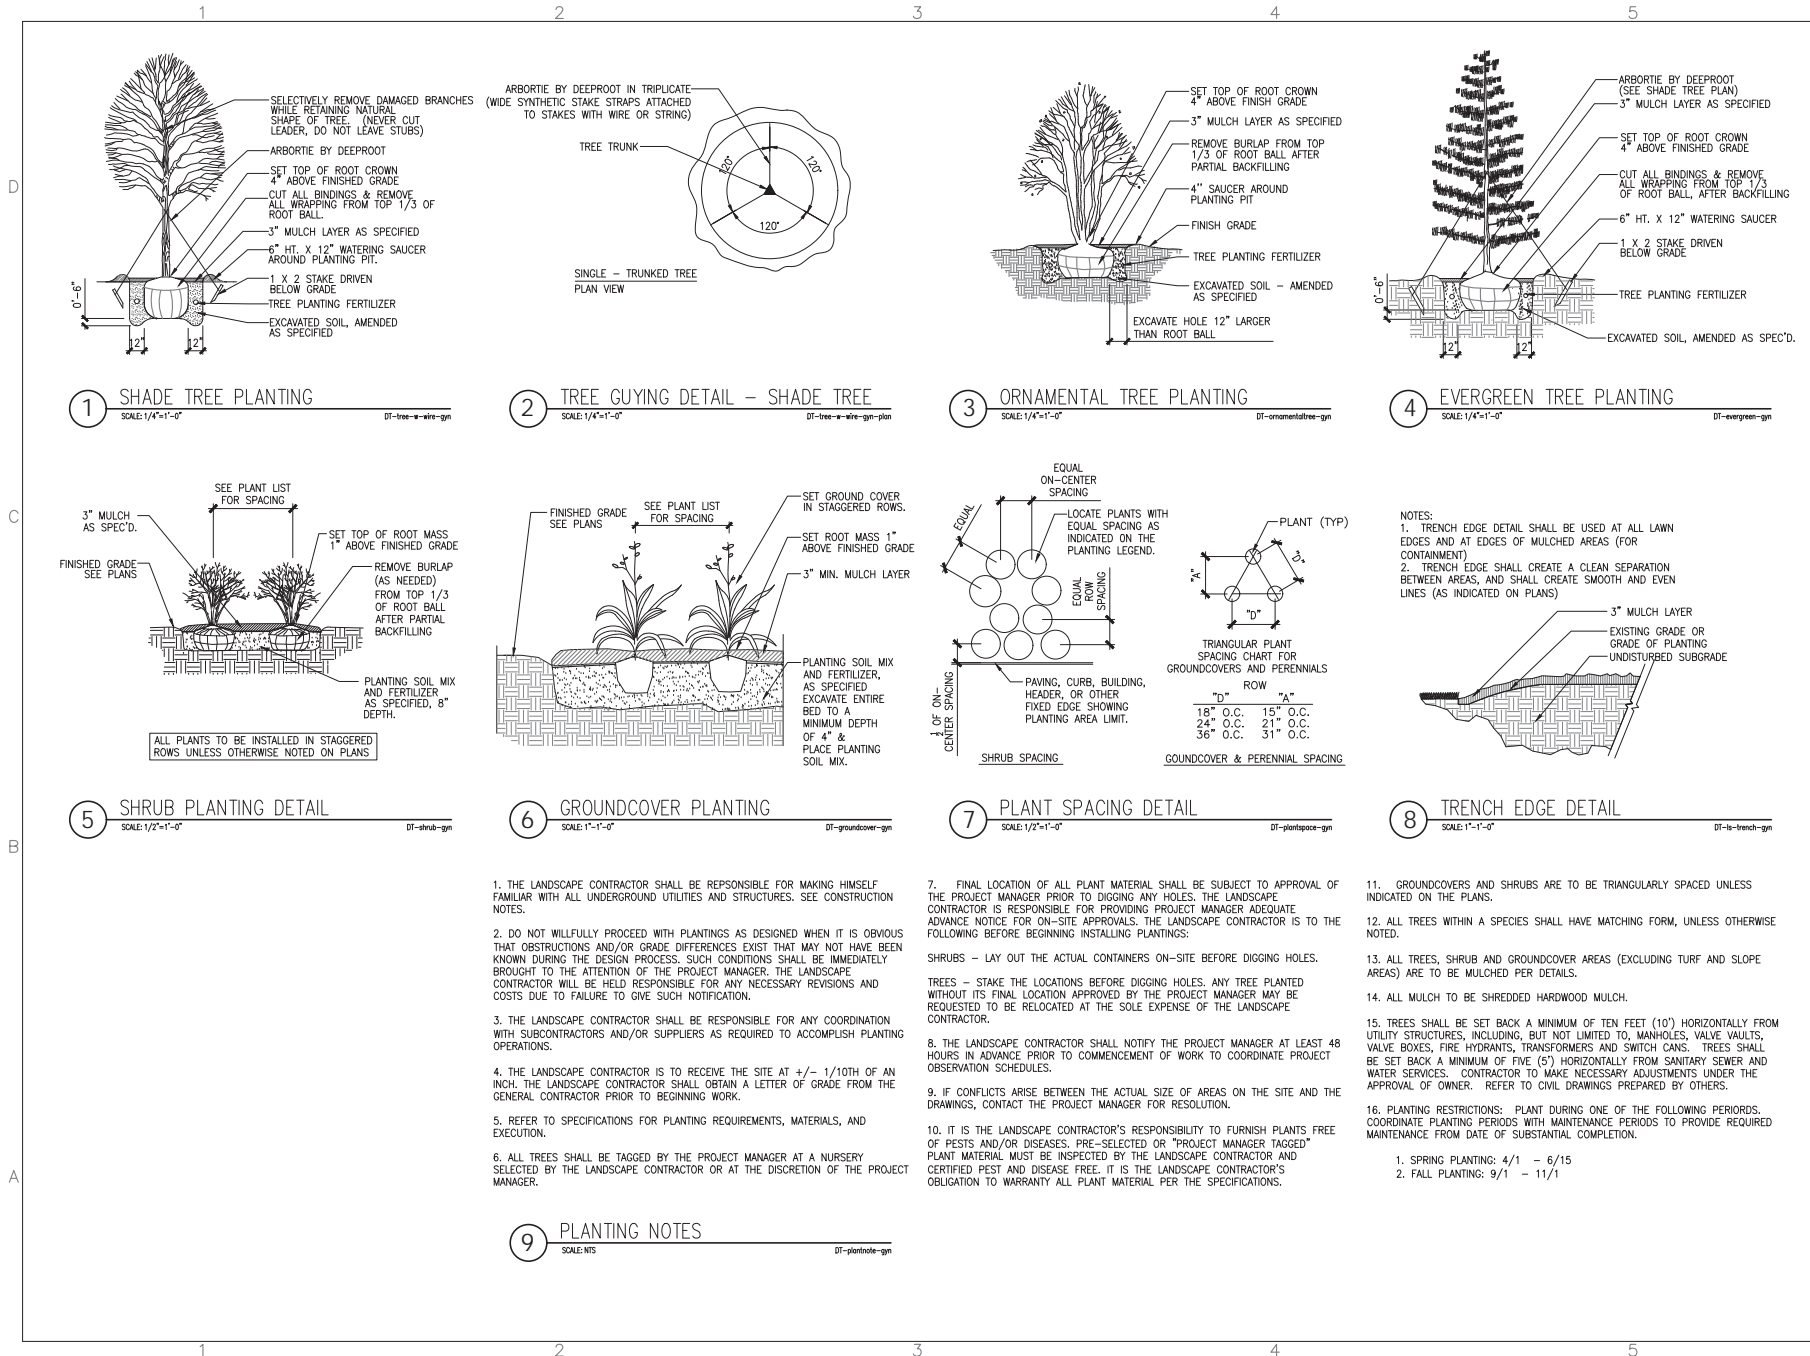 1 2 3 4 5
D
C
B
A
SELECTIVELY REMOVE DAMAGED BRANCHES
WHILE RETAINING NATURAL
SHAPE OF TREE. (NEVER CUT
LEADER, DO NOT LEAVE STUBS)
ARBORTIE BY DEEPROOT
SET TOP OF ROOT CROWN
4" ABOVE FINISHED GRADE
CUT ALL BINDINGS & REMOVE
ALL WRAPPING FROM TOP 1/3 OF
ROOT BALL.
3" MULCH LAYER AS SPECIFIED
6" HT. X 12" WATERING SAUCER
AROUND PLANTING PIT.
1 X 2 STAKE DRIVEN
BELOW GRADE
TREE PLANTING FERTILIZER
EXCAVATED SOIL, AMENDED
AS SPECIFIED
0'-6"
12" 12"
1 SHADE TREE PLANTING
SCALE: 1/4"=1'-0" DT-tree-w-wire-gyn
ARBORTIE BY DEEPROOT IN TRIPLICATE
(WIDE SYNTHETIC STAKE STRAPS ATTACHED
TO STAKES WITH WIRE OR STRING)
TREE TRUNK
120° 120°
120°
SINGLE - TRUNKED TREE
PLAN VIEW
2 TREE GUYING DETAIL - SHADE TREE
SCALE: 1/4"=1'-0" DT-tree-w-wire-gyn-plan
SET TOP OF ROOT CROWN
4" ABOVE FINISH GRADE
3" MULCH LAYER AS SPECIFIED
REMOVE BURLAP FROM TOP
1/3 OF ROOT BALL AFTER
PARTIAL BACKFILLING
4" SAUCER AROUND
PLANTING PIT
FINISH GRADE
TREE PLANTING FERTILIZER
EXCAVATED SOIL - AMENDED
AS SPECIFIED
EXCAVATE HOLE 12" LARGER
THAN ROOT BALL
3 ORNAMENTAL TREE PLANTING
SCALE: 1/4"=1'-0" DT-ornamentaltree-gyn
ARBORTIE BY DEEPROOT
(SEE SHADE TREE PLAN)
3" MULCH LAYER AS SPECIFIED
SET TOP OF ROOT CROWN
4" ABOVE FINISHED GRADE
CUT ALL BINDINGS & REMOVE
ALL WRAPPING FROM TOP 1/3
OF ROOT BALL, AFTER BACKFILLING
6" HT. X 12" WATERING SAUCER
1 X 2 STAKE DRIVEN
BELOW GRADE
TREE PLANTING FERTILIZER
EXCAVATED SOIL, AMENDED AS SPEC'D.
0'-6"
12" 12"
4 EVERGREEN TREE PLANTING
SCALE: 1/4"=1'-0" DT-evergreen-gyn
SEE PLANT LIST
FOR SPACING
3" MULCH
AS SPEC'D.
FINISHED GRADE
SEE PLANS
SET TOP OF ROOT MASS
1" ABOVE FINISHED GRADE
REMOVE BURLAP
(AS NEEDED)
FROM TOP 1/3
OF ROOT BALL
AFTER PARTIAL
BACKFILLING
PLANTING SOIL MIX
AND FERTILIZER
AS SPECIFIED, 8"
DEPTH.
ALL PLANTS TO BE INSTALLED IN STAGGERED
ROWS UNLESS OTHERWISE NOTED ON PLANS
5 SHRUB PLANTING DETAIL
SCALE: 1/2"=1'-0" DT-shrub-gyn
FINISHED GRADE
SEE PLANS
SEE PLANT LIST
FOR SPACING
SET GROUND COVER
IN STAGGERED ROWS.
SET ROOT MASS 1"
ABOVE FINISHED GRADE
3" MIN. MULCH LAYER
PLANTING SOIL MIX
AND FERTILIZER,
AS SPECIFIED
EXCAVATE ENTIRE
BED TO A
MINIMUM DEPTH
OF 4" &
PLACE PLANTING
SOIL MIX.
6 GROUNDCOVER PLANTING
SCALE: 1"-1'-0" DT-groundcover-gyn
EQUAL
ON-CENTER
SPACING
EQUAL
LOCATE PLANTS WITH
EQUAL SPACING AS
INDICATED ON THE
PLANTING LEGEND.
EQUAL
ROW
SPACING
1/2 OF ON-
CENTER SPACING
PAVING, CURB, BUILDING,
HEADER, OR OTHER
FIXED EDGE SHOWING
PLANTING AREA LIMIT.
SHRUB SPACING
PLANT (TYP)
"A" "D"
"D"
TRIANGULAR PLANT
SPACING CHART FOR
GROUNDCOVERS AND PERENNIALS
ROW
"D" "A"
18" O.C. 15" O.C.
24" O.C. 21" O.C.
36" O.C. 31" O.C.
GOUNDCOVER & PERENNIAL SPACING
7 PLANT SPACING DETAIL
SCALE: 1/2"=1'-0" DT-plantspace-gyn
NOTES:
1. TRENCH EDGE DETAIL SHALL BE USED AT ALL LAWN
EDGES AND AT EDGES OF MULCHED AREAS (FOR
CONTAINMENT)
2. TRENCH EDGE SHALL CREATE A CLEAN SEPARATION
BETWEEN AREAS, AND SHALL CREATE SMOOTH AND EVEN
LINES (AS INDICATED ON PLANS)
3" MULCH LAYER
EXISTING GRADE OR
GRADE OF PLANTING
UNDISTURBED SUBGRADE
8 TRENCH EDGE DETAIL
SCALE: 1"-1'-0" DT-ls-trench-gyn
1. THE LANDSCAPE CONTRACTOR SHALL BE REPSONSIBLE FOR MAKING HIMSELF
FAMILIAR WITH ALL UNDERGROUND UTILITIES AND STRUCTURES. SEE CONSTRUCTION
NOTES.
2. DO NOT WILLFULLY PROCEED WITH PLANTINGS AS DESIGNED WHEN IT IS OBVIOUS
THAT OBSTRUCTIONS AND/OR GRADE DIFFERENCES EXIST THAT MAY NOT HAVE BEEN
KNOWN DURING THE DESIGN PROCESS. SUCH CONDITIONS SHALL BE IMMEDIATELY
BROUGHT TO THE ATTENTION OF THE PROJECT MANAGER. THE LANDSCAPE
CONTRACTOR WILL BE HELD RESPONSIBLE FOR ANY NECESSARY REVISIONS AND
COSTS DUE TO FAILURE TO GIVE SUCH NOTIFICATION.
3. THE LANDSCAPE CONTRACTOR SHALL BE RESPONSIBLE FOR ANY COORDINATION
WITH SUBCONTRACTORS AND/OR SUPPLIERS AS REQUIRED TO ACCOMPLISH PLANTING
OPERATIONS.
4. THE LANDSCAPE CONTRACTOR IS TO RECEIVE THE SITE AT +/- 1/10TH OF AN
INCH. THE LANDSCAPE CONTRACTOR SHALL OBTAIN A LETTER OF GRADE FROM THE
GENERAL CONTRACTOR PRIOR TO BEGINNING WORK.
5. REFER TO SPECIFICATIONS FOR PLANTING REQUIREMENTS, MATERIALS, AND
EXECUTION.
6. ALL TREES SHALL BE TAGGED BY THE PROJECT MANAGER AT A NURSERY
SELECTED BY THE LANDSCAPE CONTRACTOR OR AT THE DISCRETION OF THE PROJECT
MANAGER.
7. FINAL LOCATION OF ALL PLANT MATERIAL SHALL BE SUBJECT TO APPROVAL OF
THE PROJECT MANAGER PRIOR TO DIGGING ANY HOLES. THE LANDSCAPE
CONTRACTOR IS RESPONSIBLE FOR PROVIDING PROJECT MANAGER ADEQUATE
ADVANCE NOTICE FOR ON-SITE APPROVALS. THE LANDSCAPE CONTRACTOR IS TO THE
FOLLOWING BEFORE BEGINNING INSTALLING PLANTINGS:
SHRUBS - LAY OUT THE ACTUAL CONTAINERS ON-SITE BEFORE DIGGING HOLES.
TREES - STAKE THE LOCATIONS BEFORE DIGGING HOLES. ANY TREE PLANTED
WITHOUT ITS FINAL LOCATION APPROVED BY THE PROJECT MANAGER MAY BE
REQUESTED TO BE RELOCATED AT THE SOLE EXPENSE OF THE LANDSCAPE
CONTRACTOR.
8. THE LANDSCAPE CONTRACTOR SHALL NOTIFY THE PROJECT MANAGER AT LEAST 48
HOURS IN ADVANCE PRIOR TO COMMENCEMENT OF WORK TO COORDINATE PROJECT
OBSERVATION SCHEDULES.
9. IF CONFLICTS ARISE BETWEEN THE ACTUAL SIZE OF AREAS ON THE SITE AND THE
DRAWINGS, CONTACT THE PROJECT MANAGER FOR RESOLUTION.
10. IT IS THE LANDSCAPE CONTRACTOR'S RESPONSIBILITY TO FURNISH PLANTS FREE
OF PESTS AND/OR DISEASES. PRE-SELECTED OR "PROJECT MANAGER TAGGED"
PLANT MATERIAL MUST BE INSPECTED BY THE LANDSCAPE CONTRACTOR AND
CERTIFIED PEST AND DISEASE FREE. IT IS THE LANDSCAPE CONTRACTOR'S
OBLIGATION TO WARRANTY ALL PLANT MATERIAL PER THE SPECIFICATIONS.
11. GROUNDCOVERS AND SHRUBS ARE TO BE TRIANGULARLY SPACED UNLESS
INDICATED ON THE PLANS.
12. ALL TREES WITHIN A SPECIES SHALL HAVE MATCHING FORM, UNLESS OTHERWISE
NOTED.
13. ALL TREES, SHRUB AND GROUNDCOVER AREAS (EXCLUDING TURF AND SLOPE
AREAS) ARE TO BE MULCHED PER DETAILS.
14. ALL MULCH TO BE SHREDDED HARDWOOD MULCH.
15. TREES SHALL BE SET BACK A MINIMUM OF TEN FEET (10') HORIZONTALLY FROM
UTILITY STRUCTURES, INCLUDING, BUT NOT LIMITED TO, MANHOLES, VALVE VAULTS,
VALVE BOXES, FIRE HYDRANTS, TRANSFORMERS AND SWITCH CANS. TREES SHALL
BE SET BACK A MINIMUM OF FIVE (5') HORIZONTALLY FROM SANITARY SEWER AND
WATER SERVICES. CONTRACTOR TO MAKE NECESSARY ADJUSTMENTS UNDER THE
APPROVAL OF OWNER. REFER TO CIVIL DRAWINGS PREPARED BY OTHERS.
16. PLANTING RESTRICTIONS: PLANT DURING ONE OF THE FOLLOWING PERIORDS.
COORDINATE PLANTING PERIODS WITH MAINTENANCE PERIODS TO PROVIDE REQUIRED
MAINTENANCE FROM DATE OF SUBSTANTIAL COMPLETION.
1. SPRING PLANTING: 4/1 - 6/15
2. FALL PLANTING: 9/1 - 11/1
9 PLANTING NOTES
SCALE: NTS DT-plantnote-gyn
1 2 3 4 5